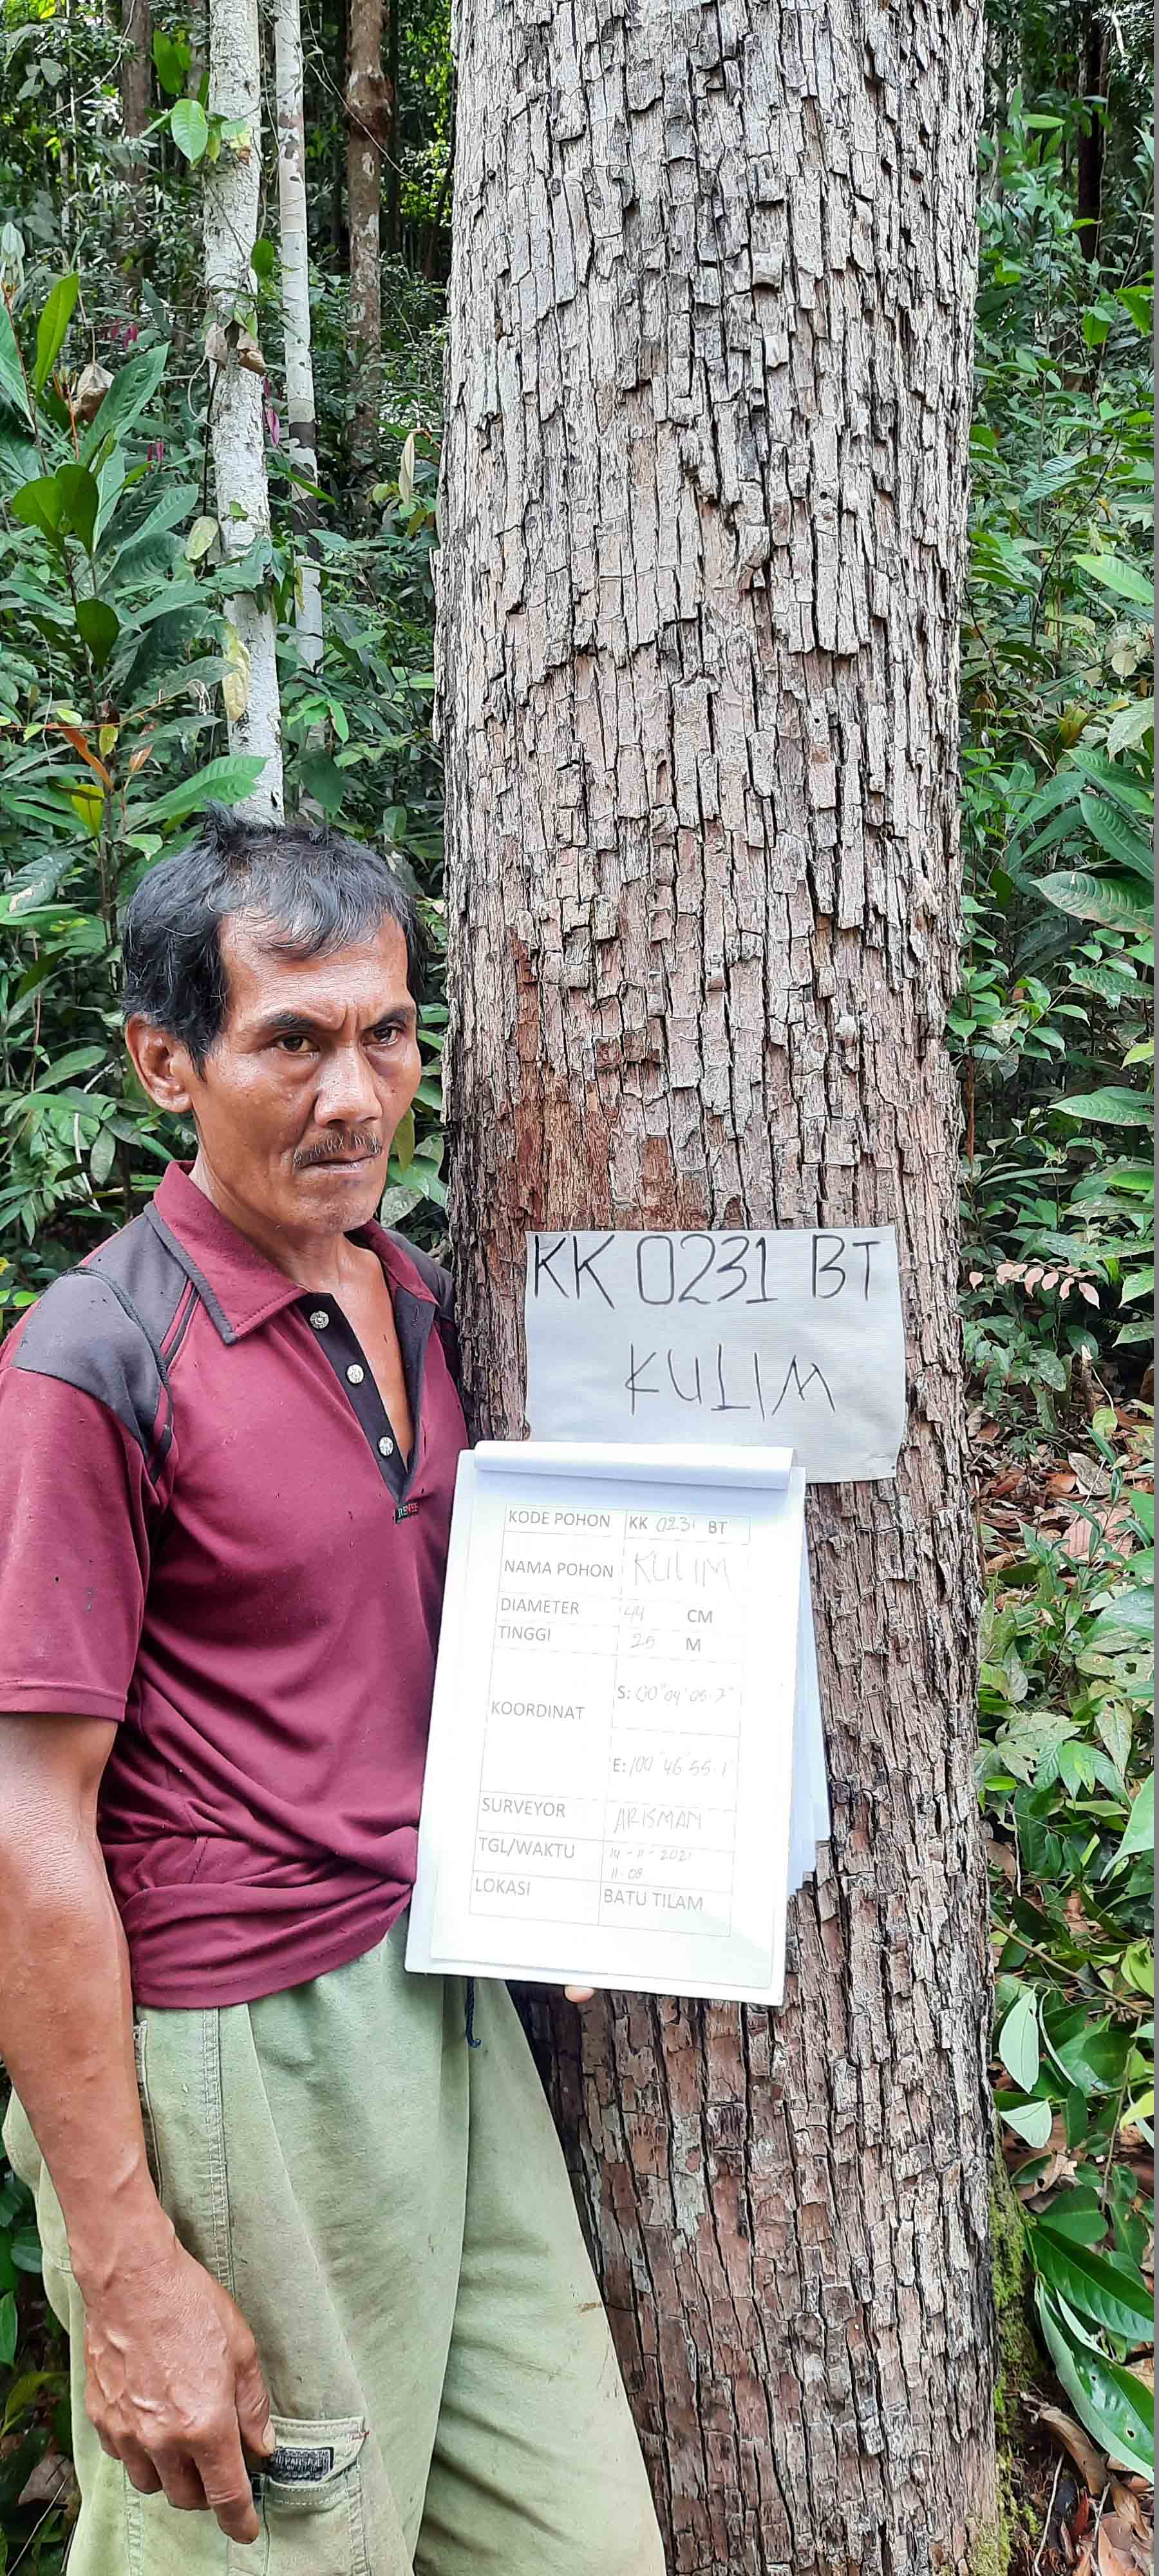 KK 0231 BT
KULIM
KODE POHON KK 0231 BT
NAMA POHON KULIM
DIAMETER 44 CM
TINGGI 25 M
KOORDINAT
S: 00°04'05.7"
E: 100°46'55.1
SURVEYOR ARISMAN
TGL/WAKTU 14-11-2021
11-08
LOKASI BATU TILAM